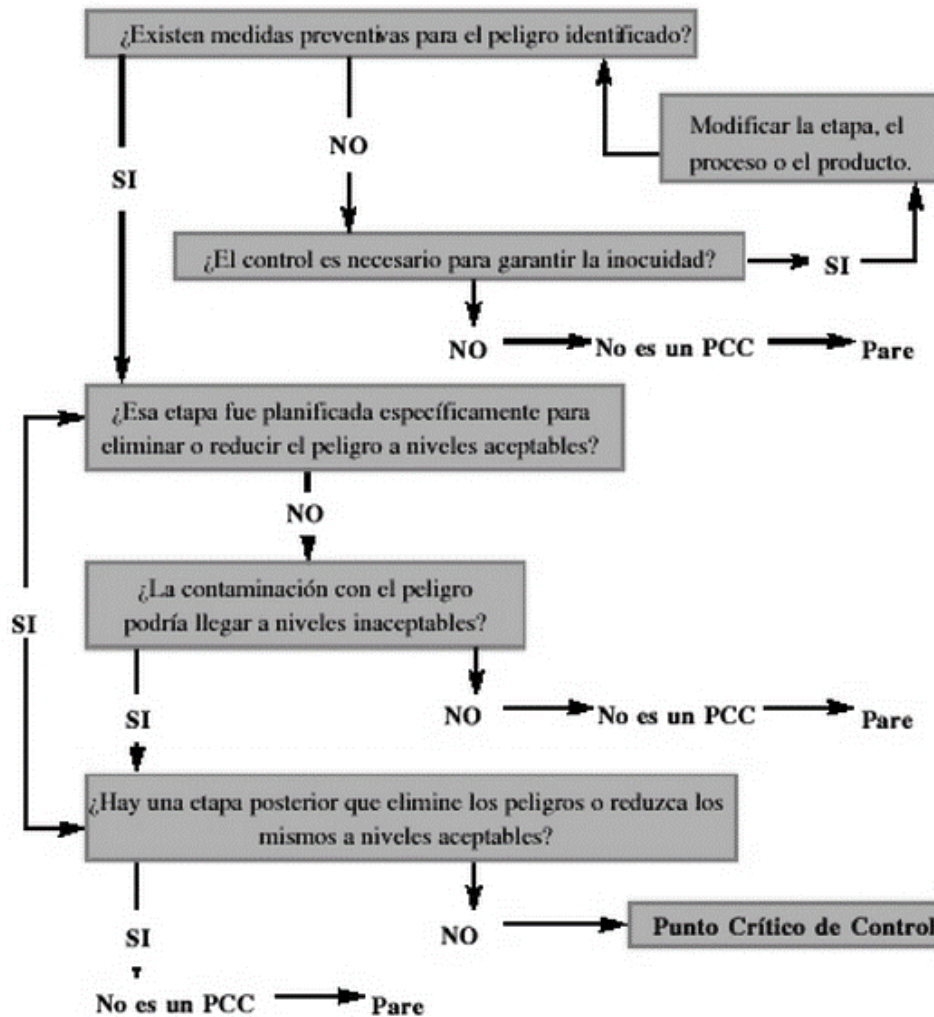 ¿Existen medidas preventivas para el peligro identificado?
Modificar la etapa, el
proceso o el producto.
NO
SI
¿El control es necesario para garantir la inocuidad?
SI
NO
No es un PCC
Pare
¿Esa etapa fue planificada específicamente para
eliminar o reducir el peligro a niveles aceptables?
NO
¿La contaminación con el peligro
podría llegar a niveles inaceptables?
SI
SI
NO
No es un PCC
Pare
¿Hay una etapa posterior que elimine los peligros o reduzca los
mismos a niveles aceptables?
SI
NO
Punto Crítico de Control
No es un PCC
Pare